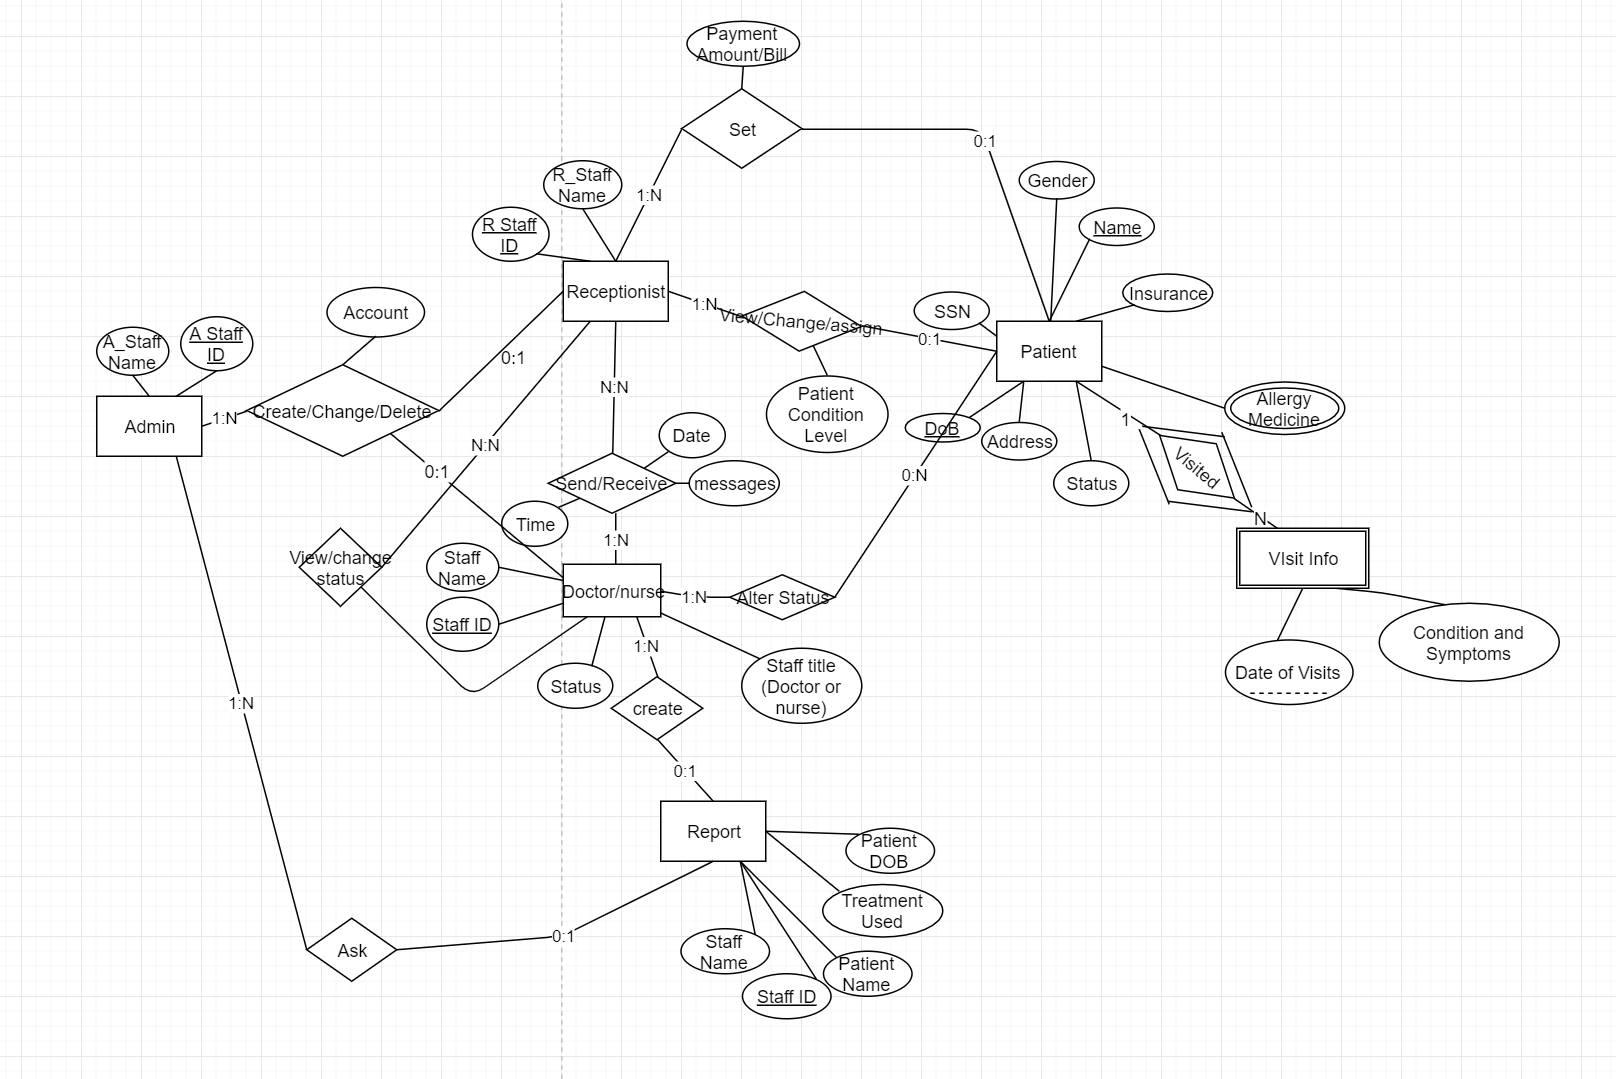 Payment
Amount/Bill
Set
0:1
R_Staff
Name
1:N
Gender
R Staff
ID
Name
Receptionist
1:N
View/Change/assign
0:1
SSN
Insurance
Patient
Account
A_Staff
Name
A Staff
ID
0:1
Admin
1:N
Create/Change/Delete
N:N
Patient
Condition
Level
DoB
Address
Allergy
Medicine
1
Visited
Status
N
VIsit Info
Condition and
Symptoms
Date of Visits
N:N
Date
0:1
Send/Receive
messages
0:N
Time
1:N
View/change
status
Staff
Name
Doctor/nurse
1:N
Alter Status
Staff ID
1:N
Status
Staff title
(Doctor or
nurse)
create
1:N
0:1
Report
Patient
DOB
Treatment
Used
Staff
Name
Patient
Name
Staff ID
0:1
Ask